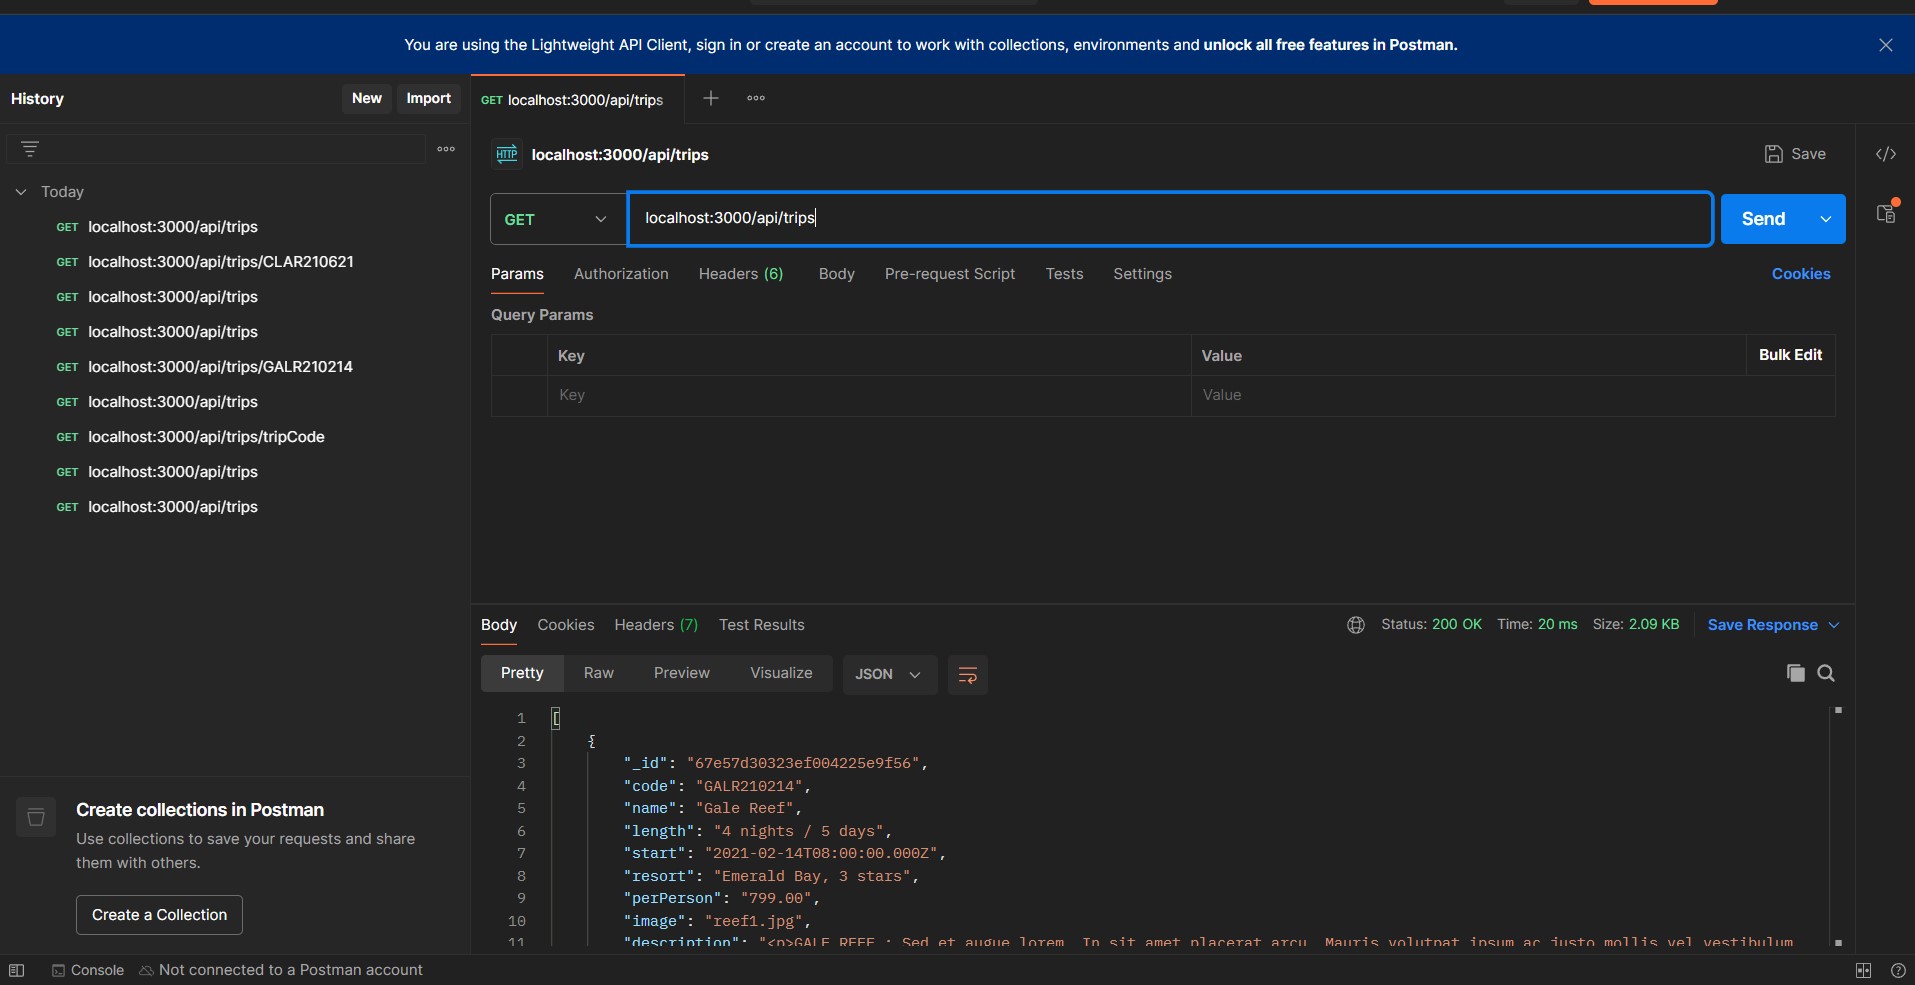 You are using the Lightweight API Client, sign in or create an account to work with collections, environments and unlock all free features in Postman.
History
New
Import
GET localhost:3000/api/trips
HTTP localhost:3000/api/trips
Save
Today
GET localhost:3000/api/trips
GET localhost:3000/api/trips/CLAR210621
GET localhost:3000/api/trips
GET localhost:3000/api/trips
GET localhost:3000/api/trips/GALR210214
GET localhost:3000/api/trips
GET localhost:3000/api/trips/tripCode
GET localhost:3000/api/trips
GET localhost:3000/api/trips
GET
localhost:3000/api/trips
Send
Params Authorization Headers (6) Body Pre-request Script Tests Settings
Cookies
Query Params
Key Value Bulk Edit
Key Value
Body Cookies Headers (7) Test Results
Status: 200 OK Time: 20 ms Size: 2.09 KB
Save Response
Pretty Raw Preview Visualize JSON
1 [
2 {
3 "_id": "67e57d30323ef004225e9f56",
4 "code": "GALR210214",
5 "name": "Gale Reef",
6 "length": "4 nights / 5 days",
7 "start": "2021-02-14T08:00:00.000Z",
8 "resort": "Emerald Bay, 3 stars",
9 "perPerson": "799.00",
10 "image": "reef1.jpg",
11 "description": "<p>GALE REEF : Sed et augue lorem. In sit amet placerat arcu. Mauris volutpat ipsum ac justo mollis vel vestibulum
Create collections in Postman
Use collections to save your requests and share
them with others.
Create a Collection
Console
Not connected to a Postman account